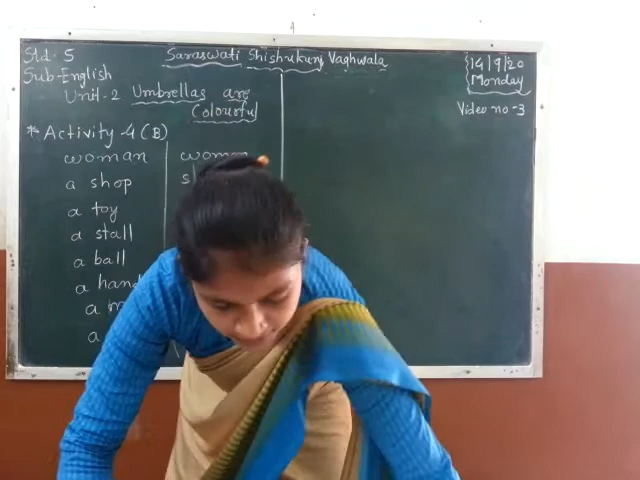 Std. 5
Saraswati Shishukunj Vaghwala
14/9/20
Monday
Sub-English
Unit-2 Umbrellas are
Colourful
Video no-3
* Activity-4 (B)
woman
a shop
a toy
a stall
a ball
a
a
a